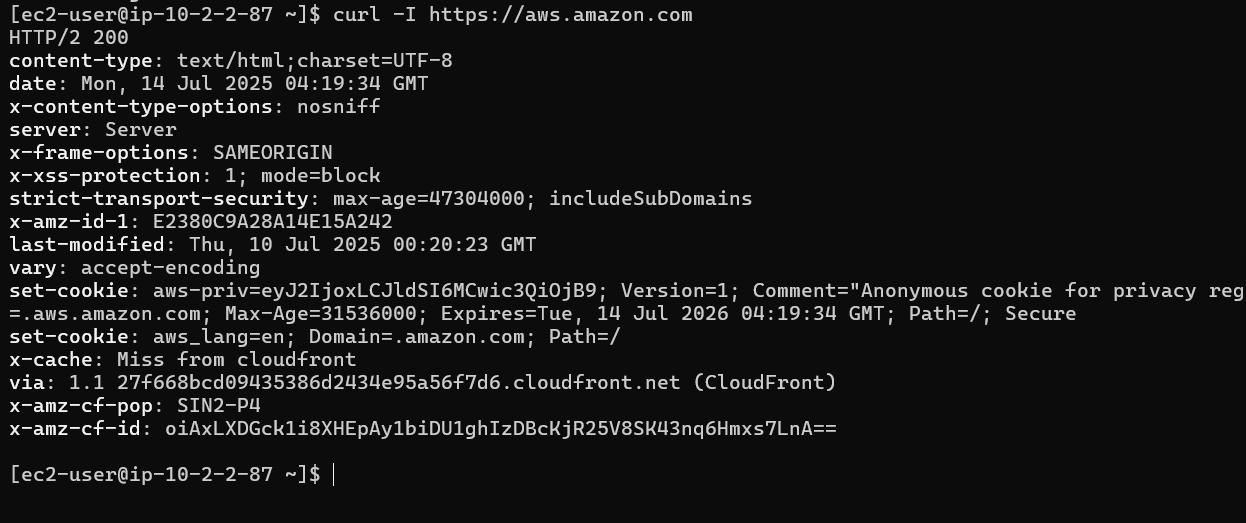 [ec2-user@ip-10-2-2-87 ~]$ curl -I https://aws.amazon.com
HTTP/2 200
content-type: text/html;charset=UTF-8
date: Mon, 14 Jul 2025 04:19:34 GMT
x-content-type-options: nosniff
server: Server
x-frame-options: SAMEORIGIN
x-xss-protection: 1; mode=block
strict-transport-security: max-age=47304000; includeSubDomains
x-amz-id-1: E2380C9A28A14E15A242
last-modified: Thu, 10 Jul 2025 00:20:23 GMT
vary: accept-encoding
set-cookie: aws-priv=eyJ2IjoxLCJldSI6MCwic3QiOjB9; Version=1; Comment="Anonymous cookie for privacy reg
=.aws.amazon.com; Max-Age=31536000; Expires=Tue, 14 Jul 2026 04:19:34 GMT; Path=/; Secure
set-cookie: aws_lang=en; Domain=.amazon.com; Path=/
x-cache: Miss from cloudfront
via: 1.1 27f668bcd09435386d2434e95a56f7d6.cloudfront.net (CloudFront)
x-amz-cf-pop: SIN2-P4
x-amz-cf-id: oiAxLXDGck1i8XHEpAy1biDU1ghIzDBcKjR25V8SK43nq6Hmxs7LnA==
[ec2-user@ip-10-2-2-87 ~]$